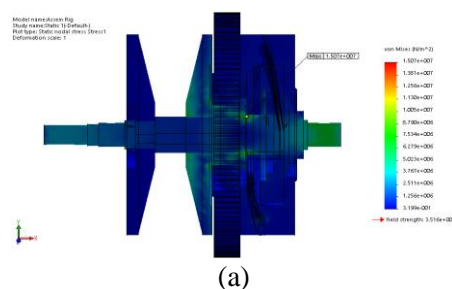 Model name:Assem Rig
Study name:Static 1(-Default-)
Plot type: Static nodal stress Stress1
Deformation scale: 1
Max: 1.507e+007
von Mises (N/m^2)
1.507e+007
1.381e+007
1.256e+007
1.130e+007
1.005e+007
8.790e+006
7.534e+006
6.279e+006
5.023e+006
3.767e+006
2.511e+006
1.256e+006
3.199e-001
Yield strength: 3.516e+00
Y
X
(a)